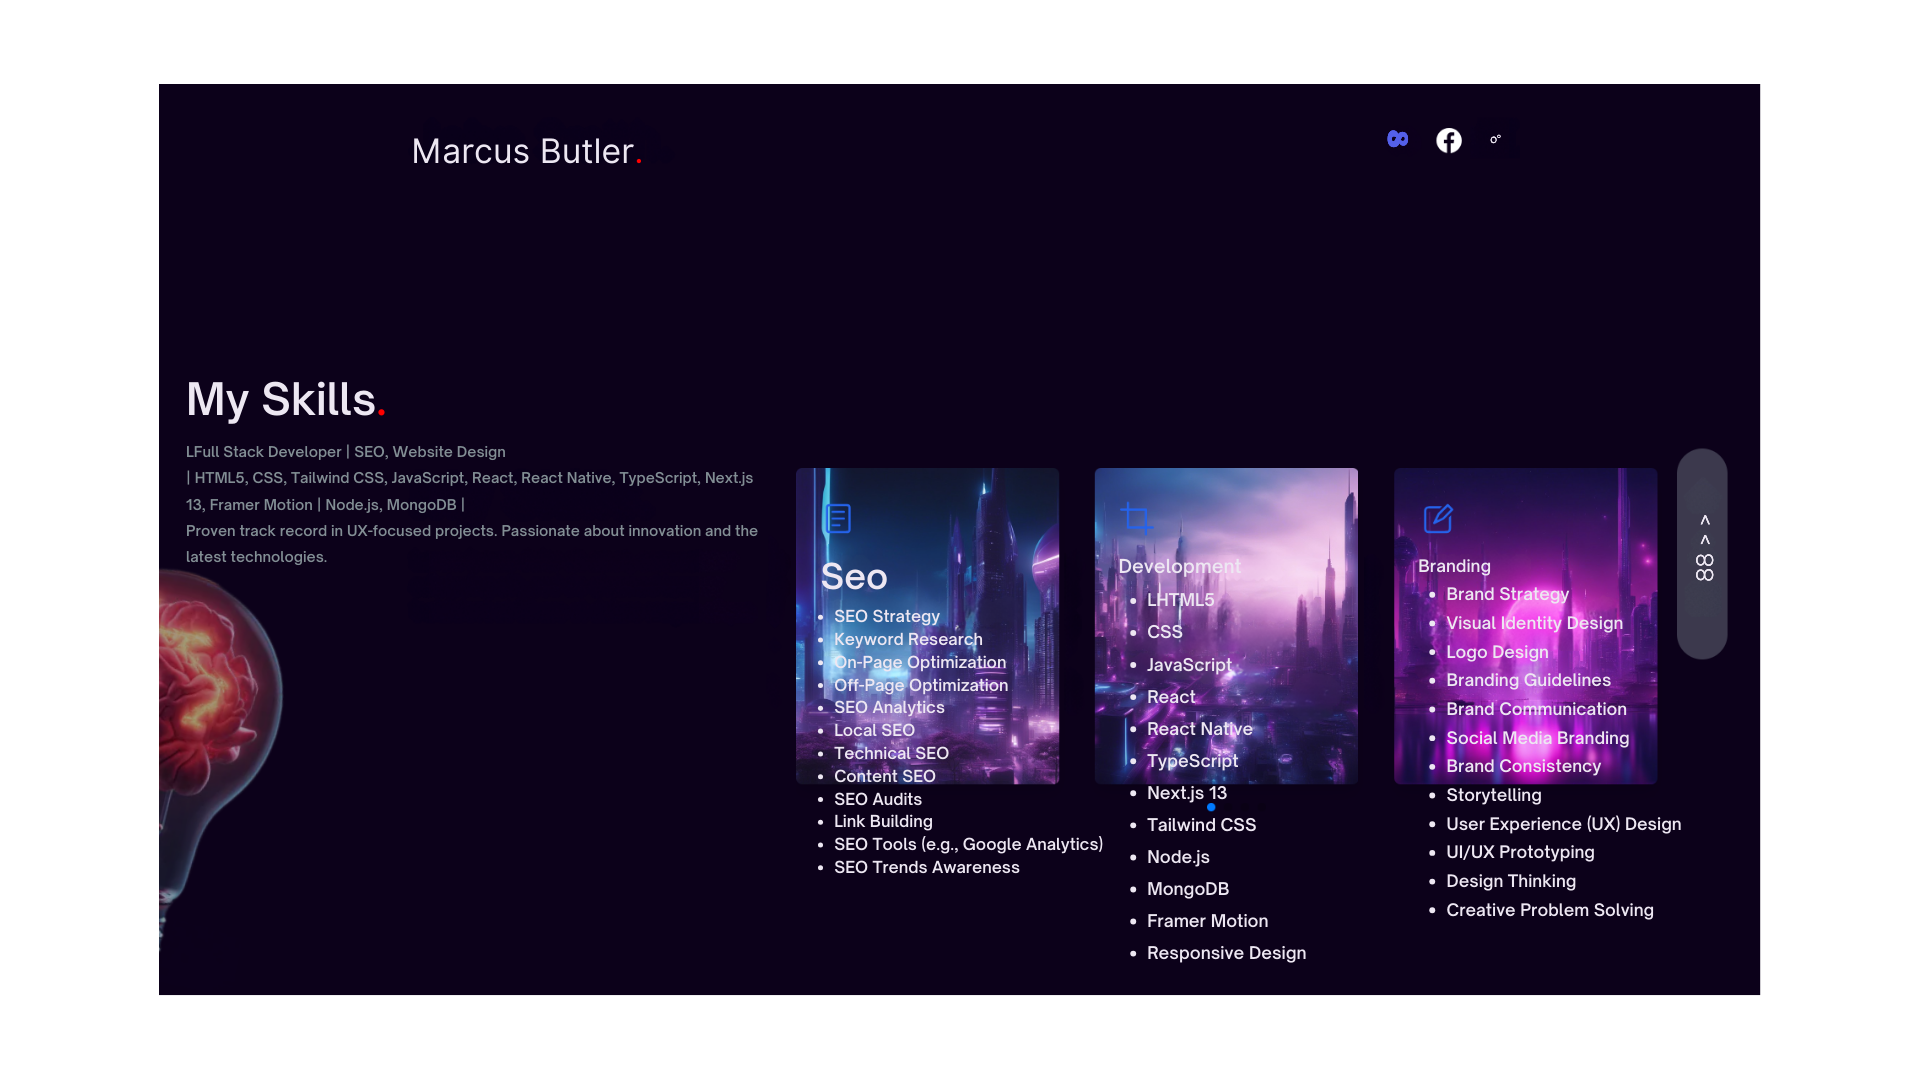 Marcus Butler.
My Skills.
LFull Stack Developer | SEO, Website Design
| HTML5, CSS, Tailwind CSS, JavaScript, React, React Native, TypeScript, Next.js
13, Framer Motion | Node.js, MongoDB |
Proven track record in UX-focused projects. Passionate about innovation and the
latest technologies.
Seo
SEO Strategy
Keyword Research
On-Page Optimization
Off-Page Optimization
SEO Analytics
Local SEO
Technical SEO
Content SEO
SEO Audits
Link Building
SEO Tools (e.g., Google Analytics)
SEO Trends Awareness
Development
LHTML5
CSS
JavaScript
React
React Native
TypeScript
Next.js 13
Tailwind CSS
Node.js
MongoDB
Framer Motion
Responsive Design
Branding
Brand Strategy
Visual Identity Design
Logo Design
Branding Guidelines
Brand Communication
Social Media Branding
Brand Consistency
Storytelling
User Experience (UX) Design
UI/UX Prototyping
Design Thinking
Creative Problem Solving